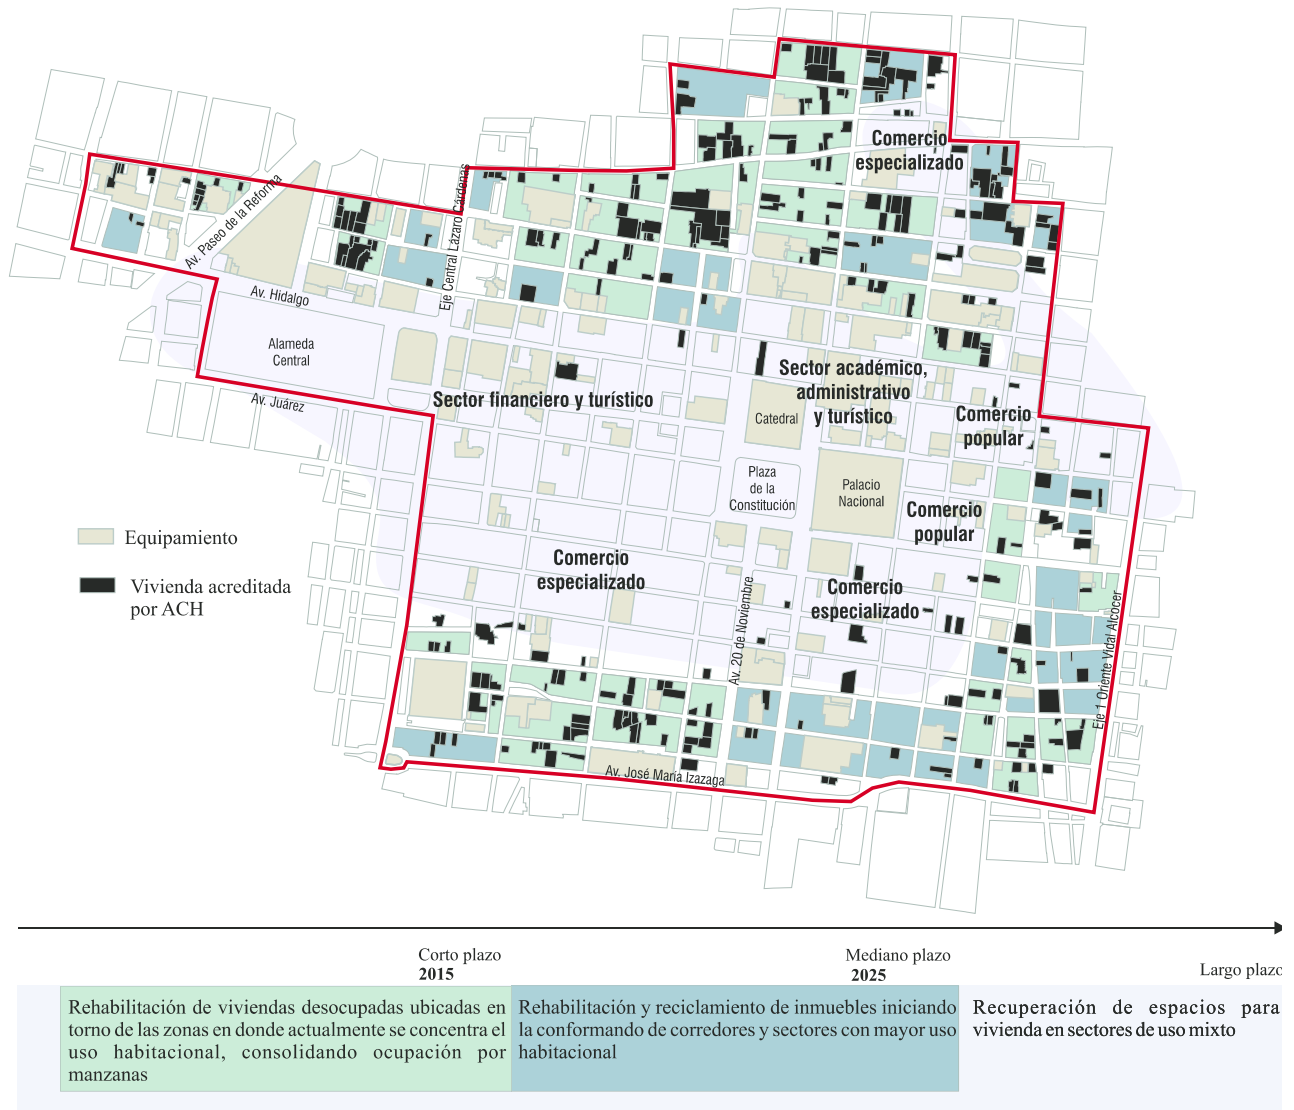 Comercio
especializado
Av. Paseo de la Reforma
Eje Central Lázaro Cárdenas
Av. Hidalgo
Alameda
Central
Av. Juárez
Sector financiero y turístico
Sector académico,
administrativo
y turístico
Catedral
Comercio
popular
Plaza
de la
Constitución
Palacio
Nacional
Comercio
popular
Equipamiento
Vivienda acreditada
por ACH
Comercio
especializado
Comercio
especializado
Av. 20 de Noviembre
Eje 1 Oriente Vidal Alcocer
Av. José María Izazaga
Corto plazo
2015
Mediano plazo
2025
Largo plazo
Rehabilitación de viviendas desocupadas ubicadas en
torno de las zonas en donde actualmente se concentra el
uso habitacional, consolidando ocupación por
manzanas
Rehabilitación y reciclamiento de inmuebles iniciando
la conformando de corredores y sectores con mayor uso
habitacional
Recuperación de espacios para
vivienda en sectores de uso mixto